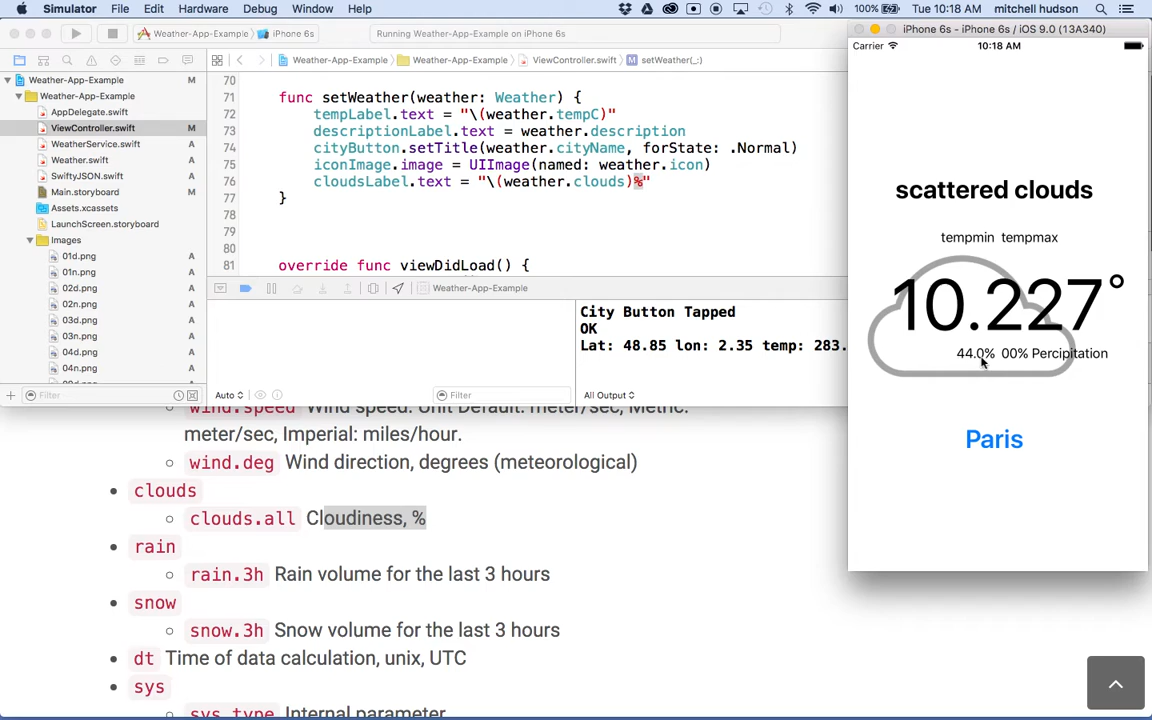 Simulator File Edit Hardware Debug Window Help 100% Tue 10:18 AM mitchell hudson
Weather-App-Example iPhone 6s Running Weather-App-Example on iPhone 6s
iPhone 6s - iPhone 6s / iOS 9.0 (13A340)
Carrier 10:18 AM
Weather-App-Example Weather-App-Example ViewController.swift M setWeather(_:)
Weather-App-Example M
Weather-App-Example
AppDelegate.swift
ViewController.swift M
WeatherService.swift A
Weather.swift A
SwiftyJSON.swift A
Main.storyboard M
Assets.xcassets
LaunchScreen.storyboard
Images
01d.png A
01n.png A
02d.png A
02n.png A
03d.png A
03n.png A
04d.png A
04n.png A
Filter
70
71 func setWeather(weather: Weather) {
72 tempLabel.text = "\(weather.tempC)"
73 descriptionLabel.text = weather.description
74 cityButton.setTitle(weather.cityName, forState: .Normal)
75 iconImage.image = UIImage(named: weather.icon)
76 cloudsLabel.text = "\(weather.clouds)%"
77 }
78
79
80
81 override func viewDidLoad() {
Weather-App-Example
City Button Tapped
OK
Lat: 48.85 lon: 2.35 temp: 283.
Auto Filter All Output
scattered clouds
tempmin tempmax
10.227°
44.0% 00% Percipitation
Paris
wind.speed Wind speed. Unit Default: meter/sec, Metric:
meter/sec, Imperial: miles/hour.
wind.deg Wind direction, degrees (meteorological)
clouds
clouds.all Cloudiness, %
rain
rain.3h Rain volume for the last 3 hours
snow
snow.3h Snow volume for the last 3 hours
dt Time of data calculation, unix, UTC
sys
sys.type Internal parameter